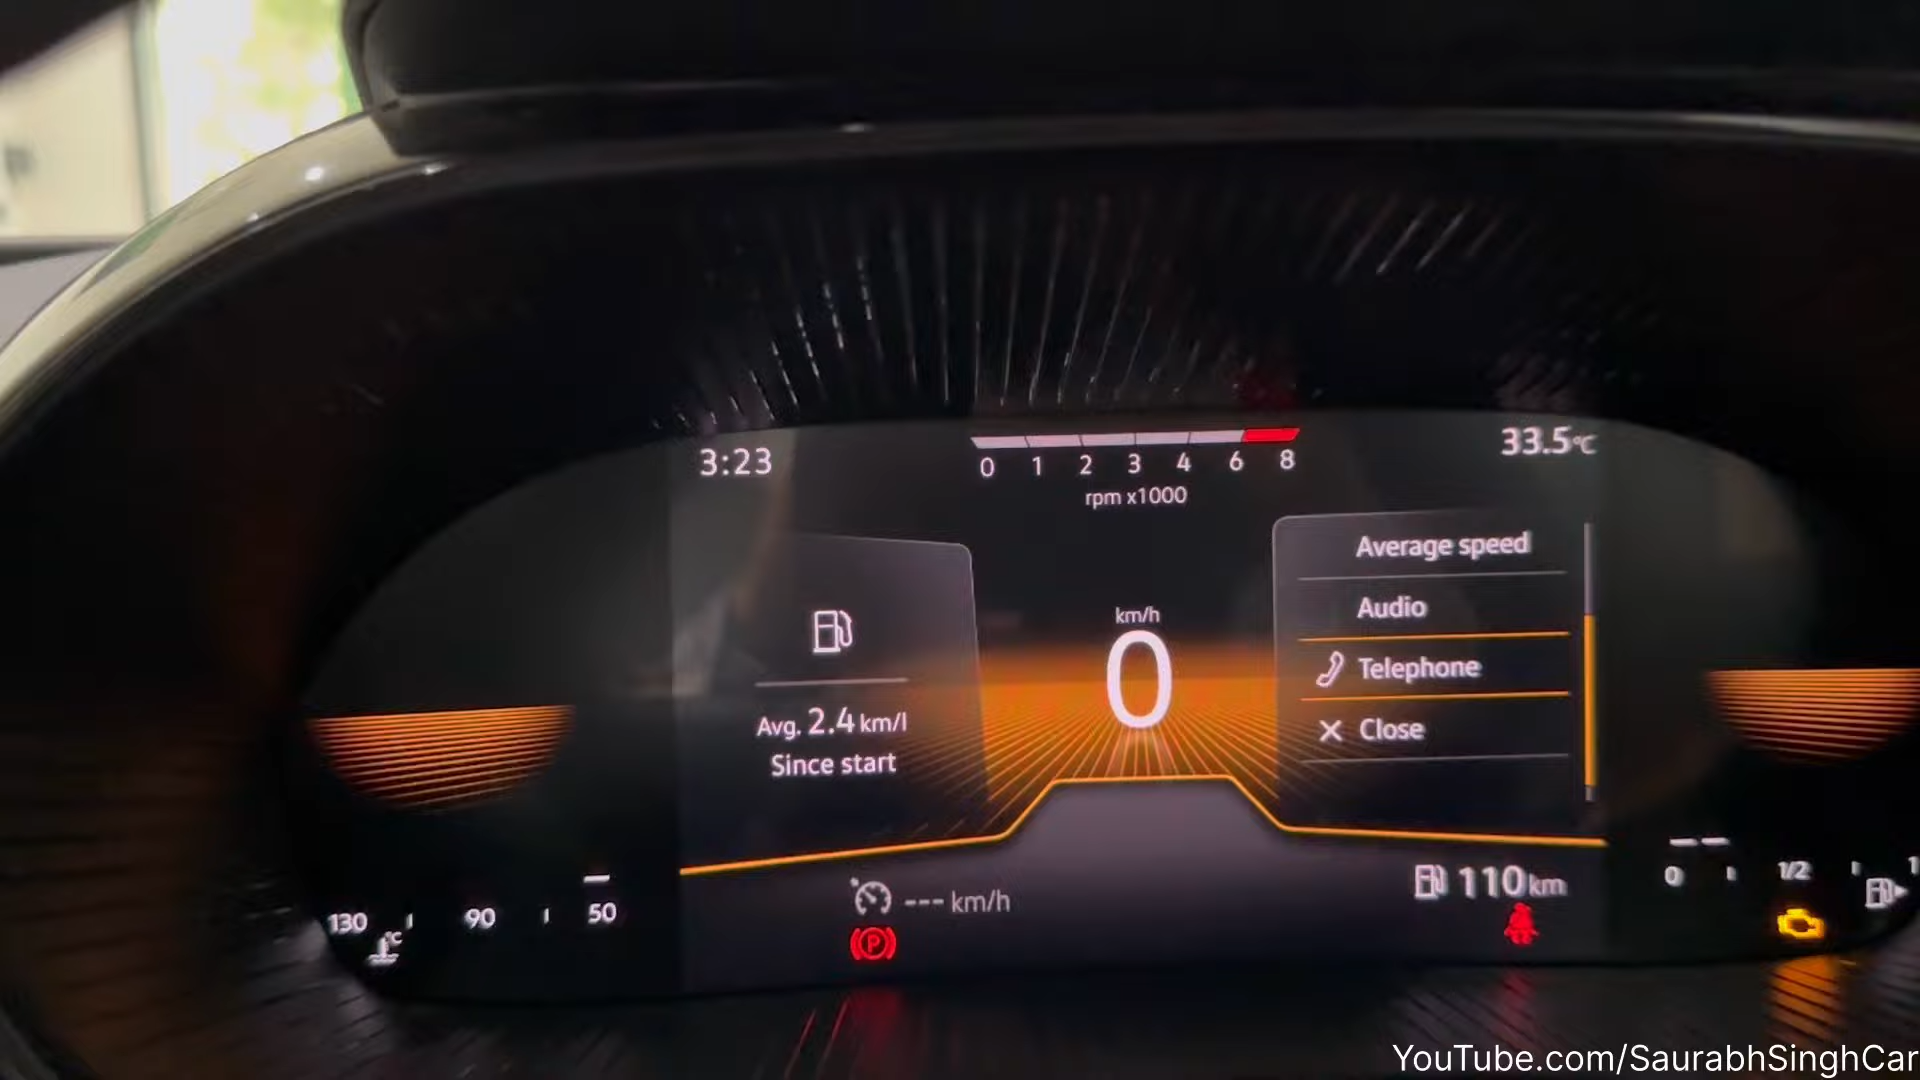 3:23
0 1 2 3 4 6 8
rpm x1000
33.5°C
km/h
0
Avg. 2.4 km/l
Since start
Average speed
Audio
Telephone
Close
--- km/h
(P)
110 km
130 90 50
°C
0 1/2 1
YouTube.com/SaurabhSinghCar